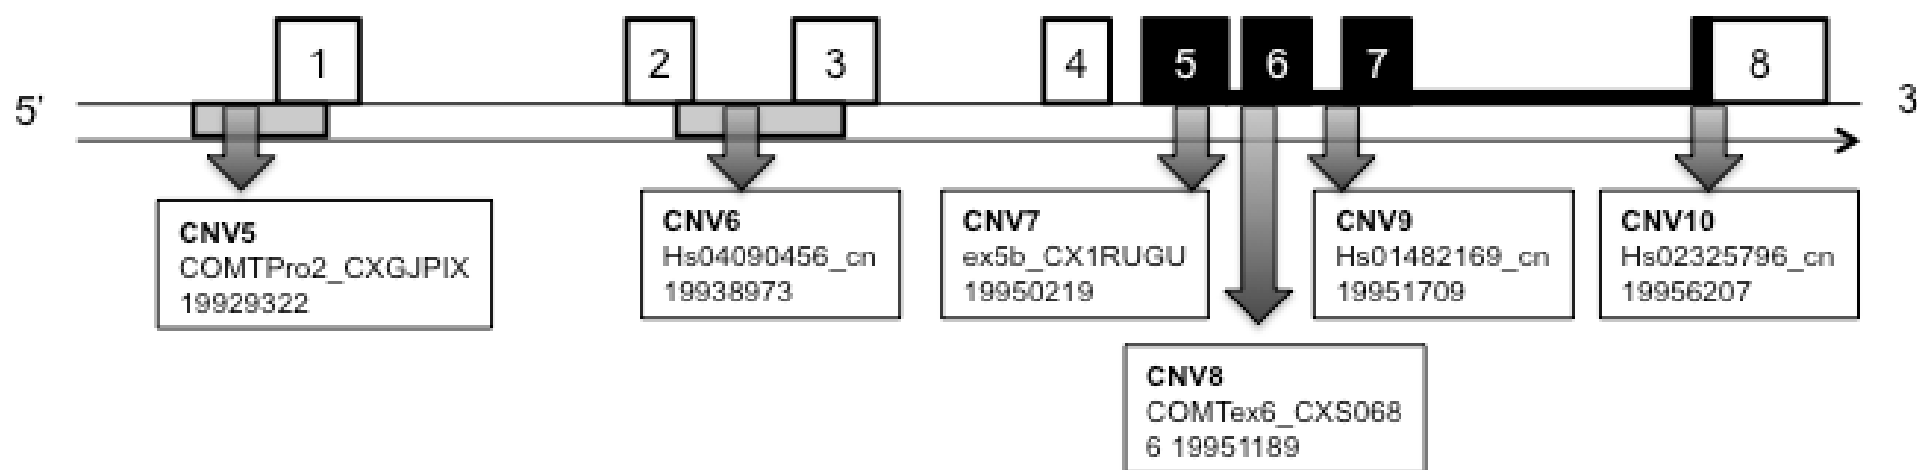 1 2 3 4 5 6 7 8
5' 3
CNV5
COMTPro2_CXGJPIX
19929322
CNV6
Hs04090456_cn
19938973
CNV7
ex5b_CX1RUGU
19950219
CNV9
Hs01482169_cn
19951709
CNV10
Hs02325796_cn
19956207
CNV8
COMTex6_CXS068
6 19951189